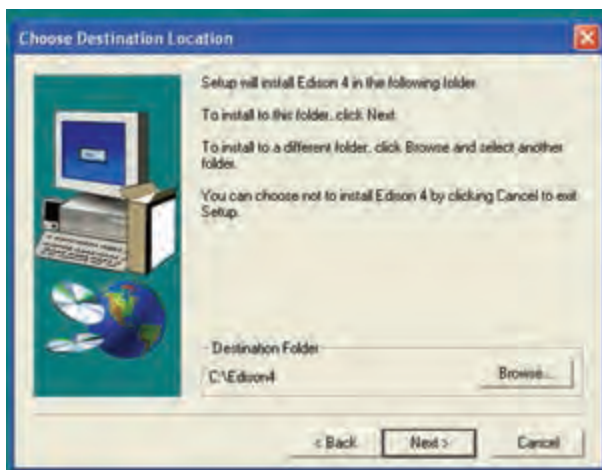 Choose Destination Location
Setup will install Edison 4 in the following folder.
To install to this folder, click Next.
To install to a different folder, click Browse and select another
folder.
You can choose not to install Edison 4 by clicking Cancel to exit
Setup.
Destination Folder
C:\Edison4
Browse...
< Back
Next >
Cancel